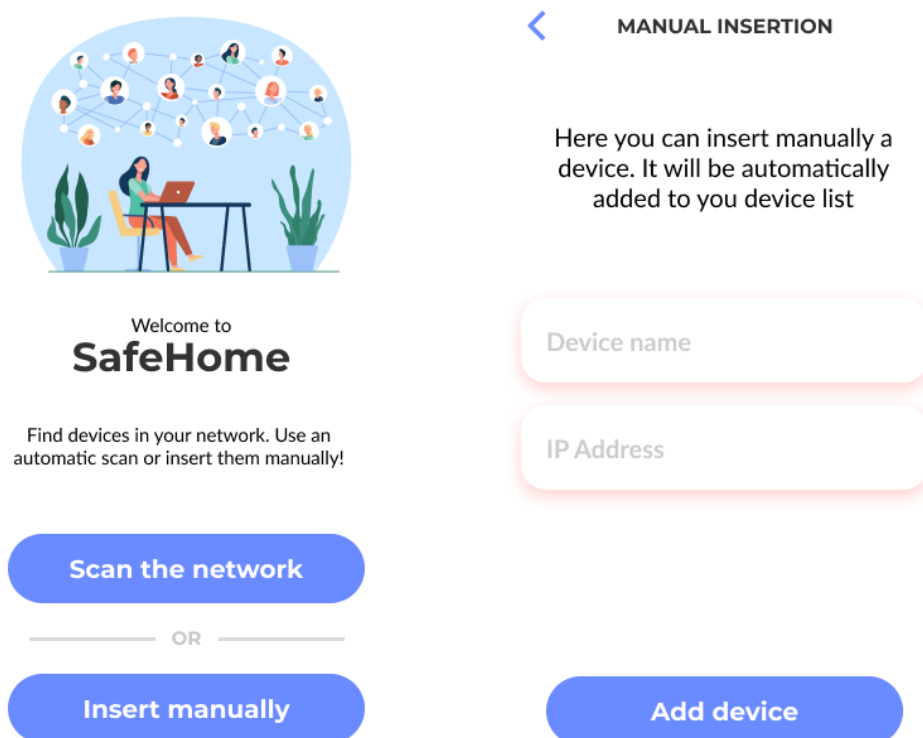 Welcome to
SafeHome
Find devices in your network. Use an
automatic scan or insert them manually!
Scan the network
OR
Insert manually
MANUAL INSERTION
Here you can insert manually a
device. It will be automatically
added to you device list
Device name
IP Address
Add device